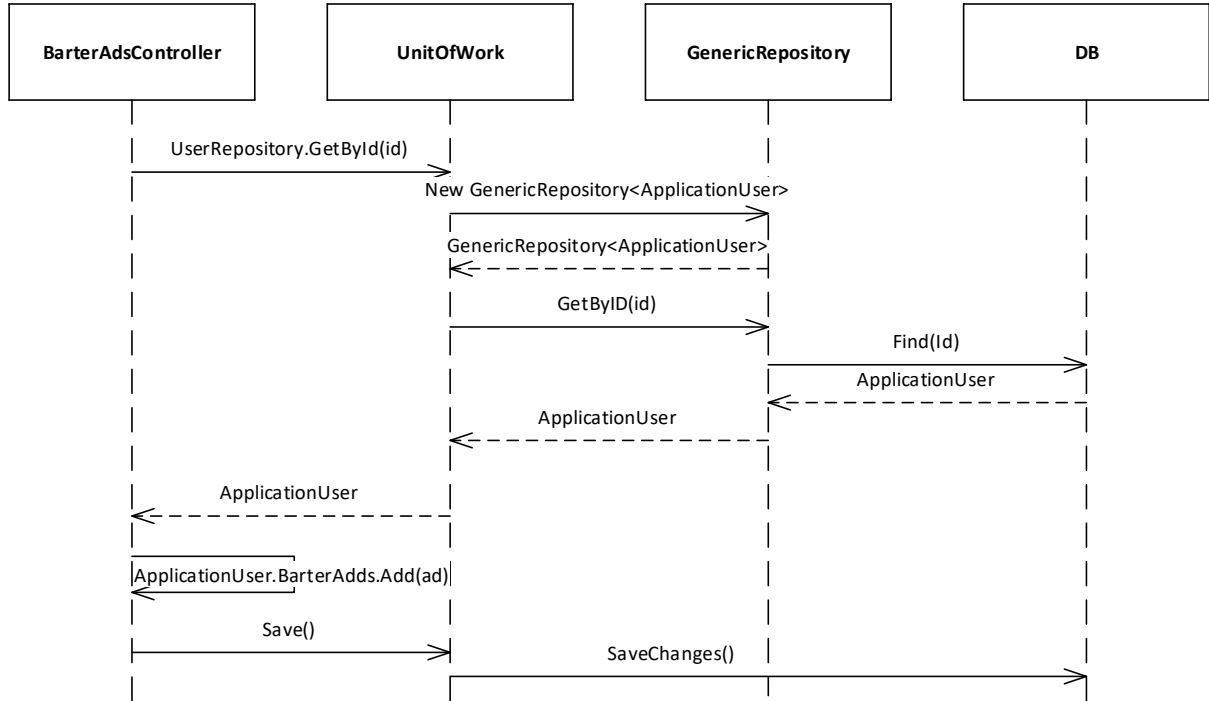 BarterAdsController
UnitOfWork
GenericRepository
DB
UserRepository.GetById(id)
New GenericRepository<ApplicationUser>
GenericRepository<ApplicationUser>
GetByID(id)
Find(Id)
ApplicationUser
ApplicationUser
ApplicationUser
ApplicationUser.BarterAdds.Add(ad)
Save()
SaveChanges()